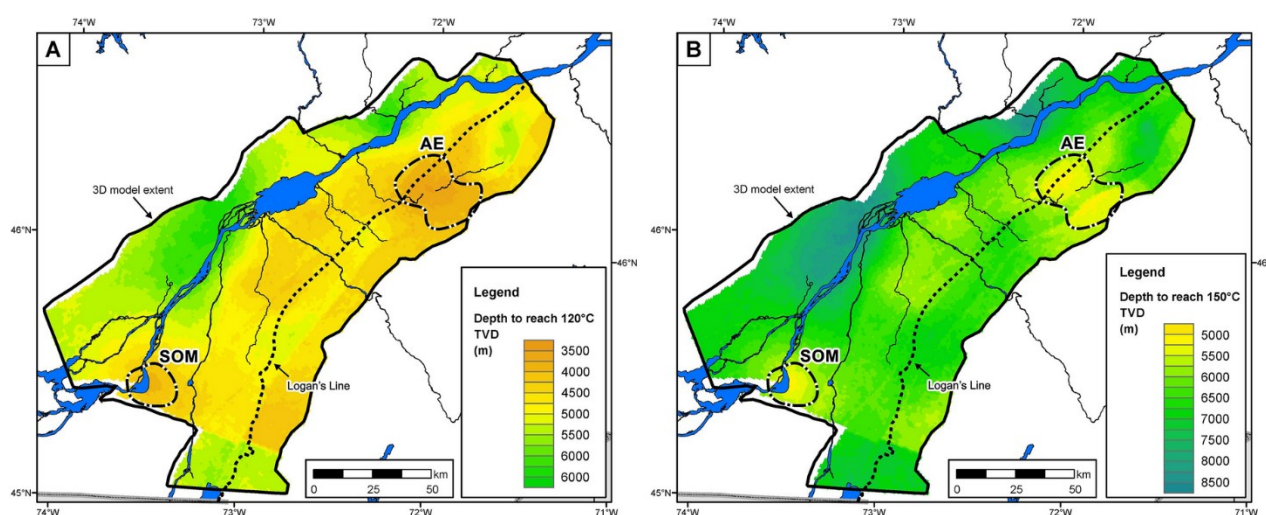 74°W
73°W
72°W
A
AE
3D model extent
46°N
46°N
SOM
Logan's Line
Legend
Depth to reach 120°C
TVD
(m)
3500
4000
4500
5000
5500
6000
km
0 25 50
45°N
45°N
73°W
72°W
71°W
74°W
73°W
72°W
B
AE
3D model extent
46°N
46°N
SOM
Logan's Line
Legend
Depth to reach 150°C
TVD
(m)
5000
5500
6000
6500
7000
7500
8000
8500
km
0 25 50
45°N
45°N
73°W
72°W
71°W